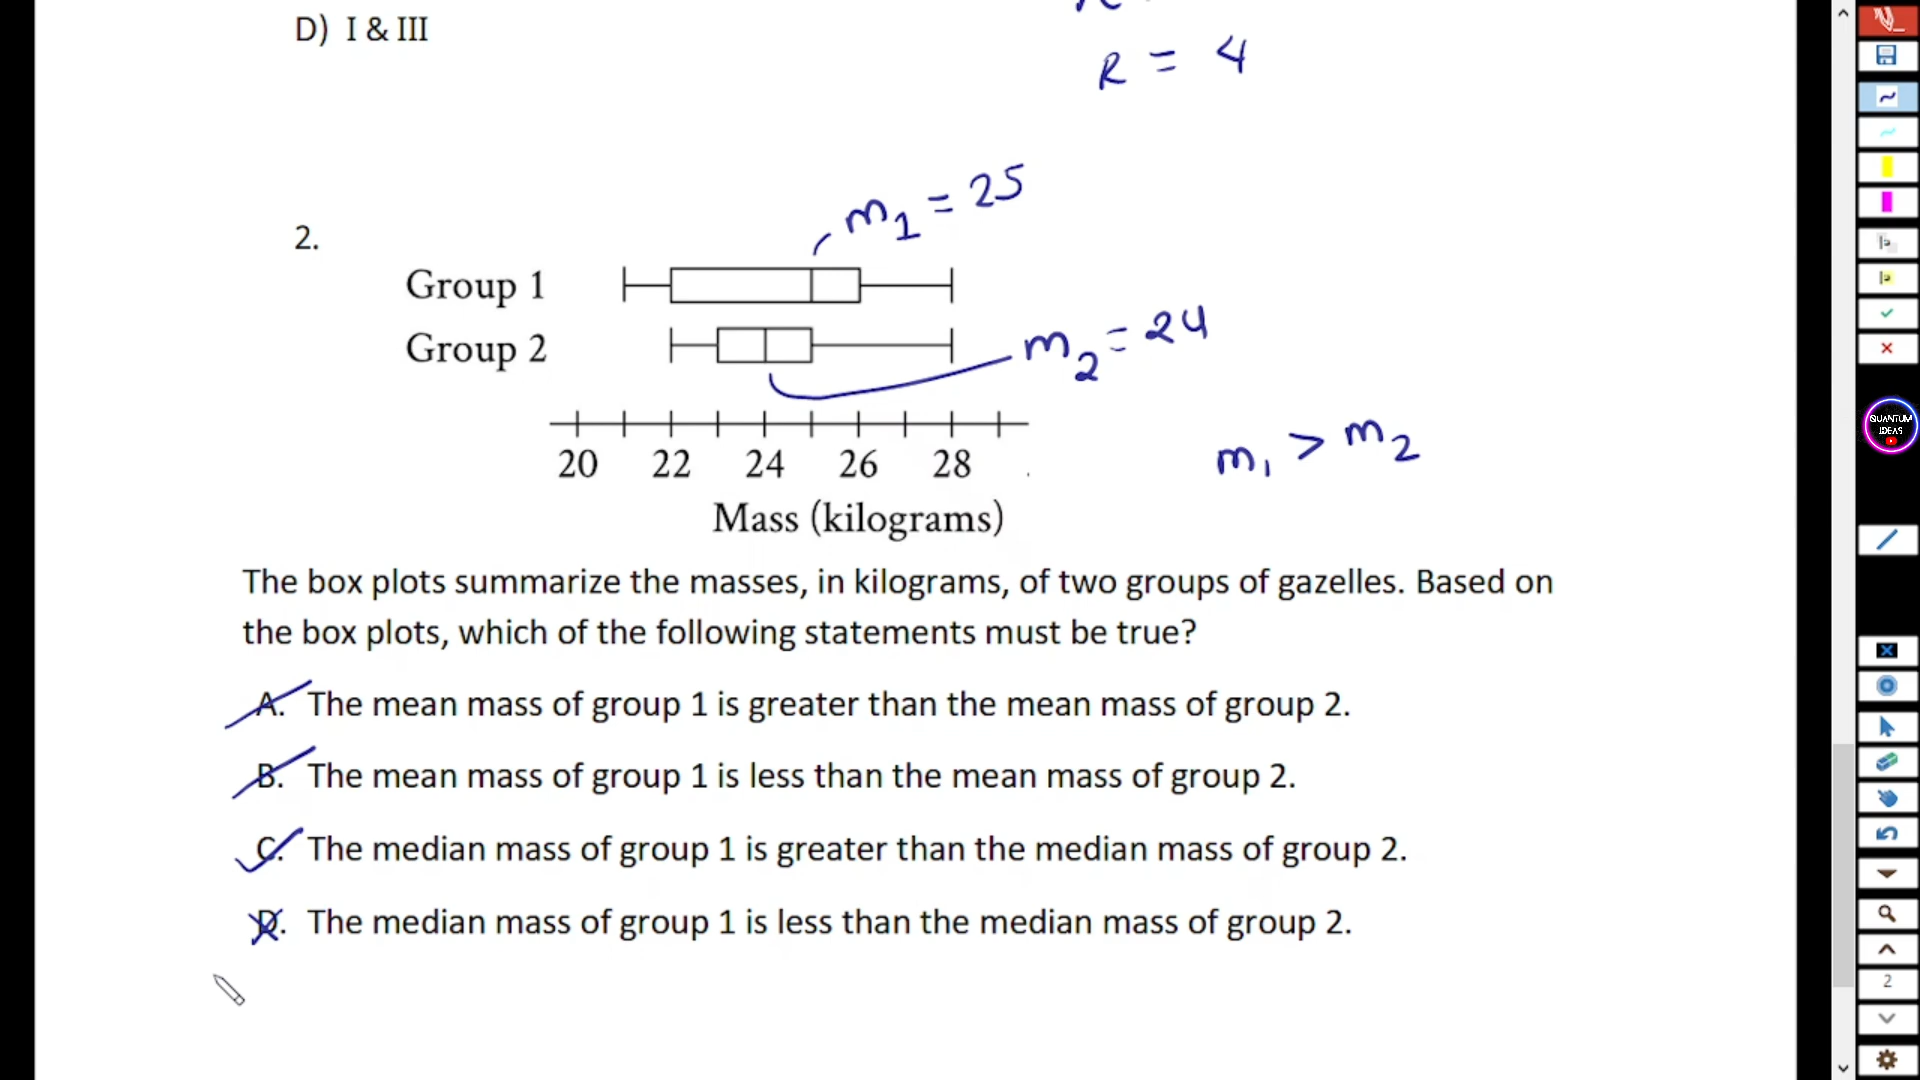 D) I & III
R = 4
m1 = 25
2.
Group 1
Group 2
m2 = 24
20 22 24 26 28
m1 > m2
Mass (kilograms)
The box plots summarize the masses, in kilograms, of two groups of gazelles. Based on
the box plots, which of the following statements must be true?
A. The mean mass of group 1 is greater than the mean mass of group 2.
B. The mean mass of group 1 is less than the mean mass of group 2.
C. The median mass of group 1 is greater than the median mass of group 2.
D. The median mass of group 1 is less than the median mass of group 2.
QUANTUM
IDEAS
2